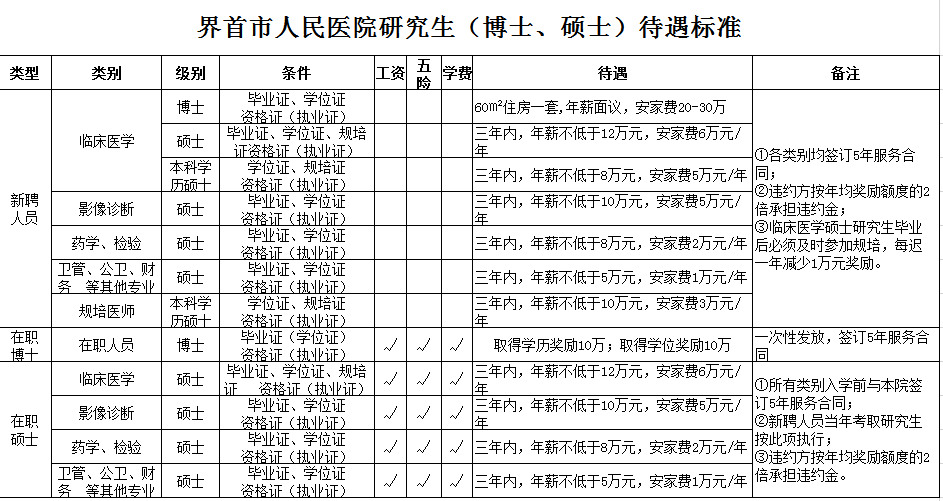 界首市人民医院研究生（博士、硕士）待遇标准
类型 类别 级别 条件 工资 五险 学费 待遇 备注
新聘人员
临床医学 博士 毕业证、学位证
资格证（执业证）
60㎡住房一套,年薪面议，安家费20-30万
硕士 毕业证、学位证、规培
证资格证（执业证）
三年内，年薪不低于12万元，安家费6万元/
年
本科学
历硕士
学位证、规培证
资格证（执业证）
三年内，年薪不低于8万元，安家费5万元/年
影像诊断 硕士 毕业证、学位证
资格证（执业证）
三年内，年薪不低于10万元，安家费5万元/
年
药学、检验 硕士 毕业证、学位证
资格证（执业证）
三年内，年薪不低于8万元，安家费2万元/年
卫管、公卫、财
务 等其他专业
硕士 毕业证、学位证
资格证（执业证）
三年内，年薪不低于5万元，安家费1万元/年
规培医师 本科学
历硕士
学位证、规培证
资格证（执业证）
三年内，年薪不低于10万元，安家费3万元/
年
①各类别均签订5年服务合
同；
②违约方按年均奖励额度的2
倍承担违约金；
③临床医学硕士研究生毕业
后必须及时参加规培，每迟
一年减少1万元奖励。
在职
博士
在职人员 博士 毕业证（学位证）
资格证（执业证）
√ √ √ 取得学历奖励10万；取得学位奖励10万
一次性发放，签订5年服务合
同
在职
硕士
临床医学 硕士 毕业证、学位证、规培
证 资格证（执业证）
√ √ √ 三年内，年薪不低于12万元，安家费6万元/
年
影像诊断 硕士 毕业证、学位证
资格证（执业证）
√ √ √ 三年内，年薪不低于10万元，安家费5万元/
年
药学、检验 硕士 毕业证、学位证
资格证（执业证）
√ √ √ 三年内，年薪不低于8万元，安家费2万元/年
卫管、公卫、财
务 等其他专业
硕士 毕业证、学位证
资格证（执业证）
√ √ √ 三年内，年薪不低于5万元，安家费1万元/年
①所有类别入学前与本院签
订5年服务合同；
②新聘人员当年考取研究生
按此项执行；
③违约方按年均奖励额度的2
倍承担违约金。